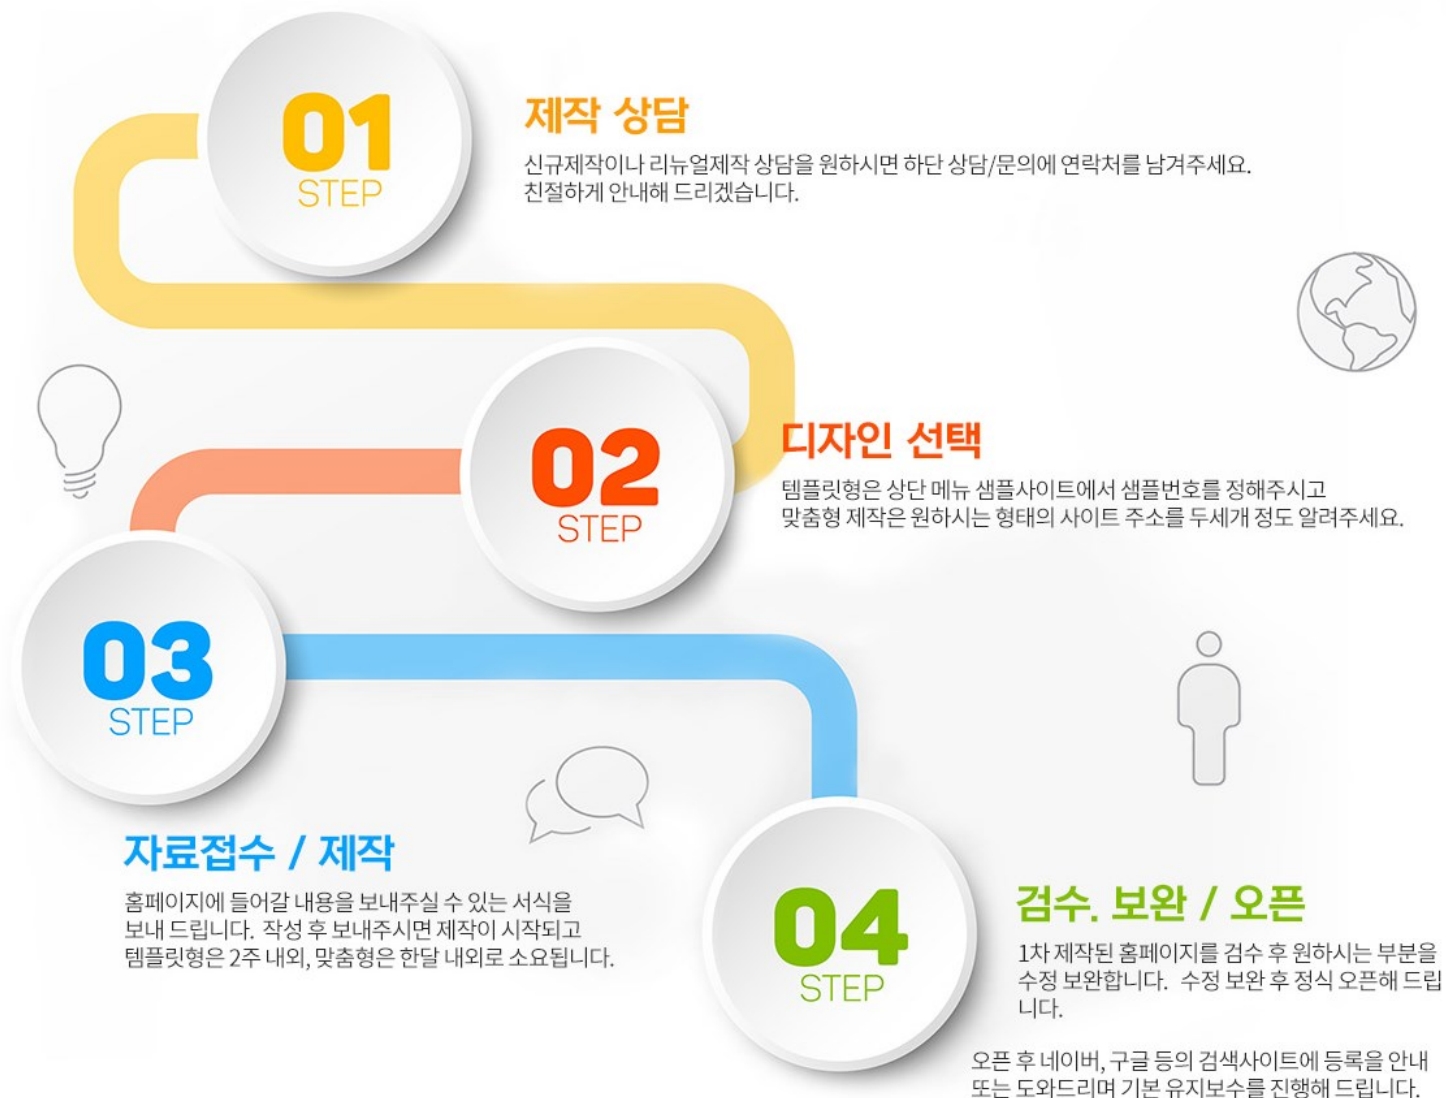 01
STEP
제작 상담
신규제작이나 리뉴얼제작 상담을 원하시면 하단 상담/문의에 연락처를 남겨주세요.
친절하게 안내해 드리겠습니다.
02
STEP
디자인 선택
템플릿형은 상단 메뉴 샘플사이트에서 샘플번호를 정해주시고
맞춤형 제작은 원하시는 형태의 사이트 주소를 두세개 정도 알려주세요.
03
STEP
자료접수 / 제작
홈페이지에 들어갈 내용을 보내주실 수 있는 서식을
보내 드립니다. 작성 후 보내주시면 제작이 시작되고
템플릿형은 2주 내외, 맞춤형은 한달 내외로 소요됩니다.
04
STEP
검수. 보완 / 오픈
1차 제작된 홈페이지를 검수 후 원하시는 부분을
수정 보완합니다. 수정 보완 후 정식 오픈해 드립
니다.
오픈 후 네이버, 구글 등의 검색사이트에 등록을 안내
또는 도와드리며 기본 유지보수를 진행해 드립니다.